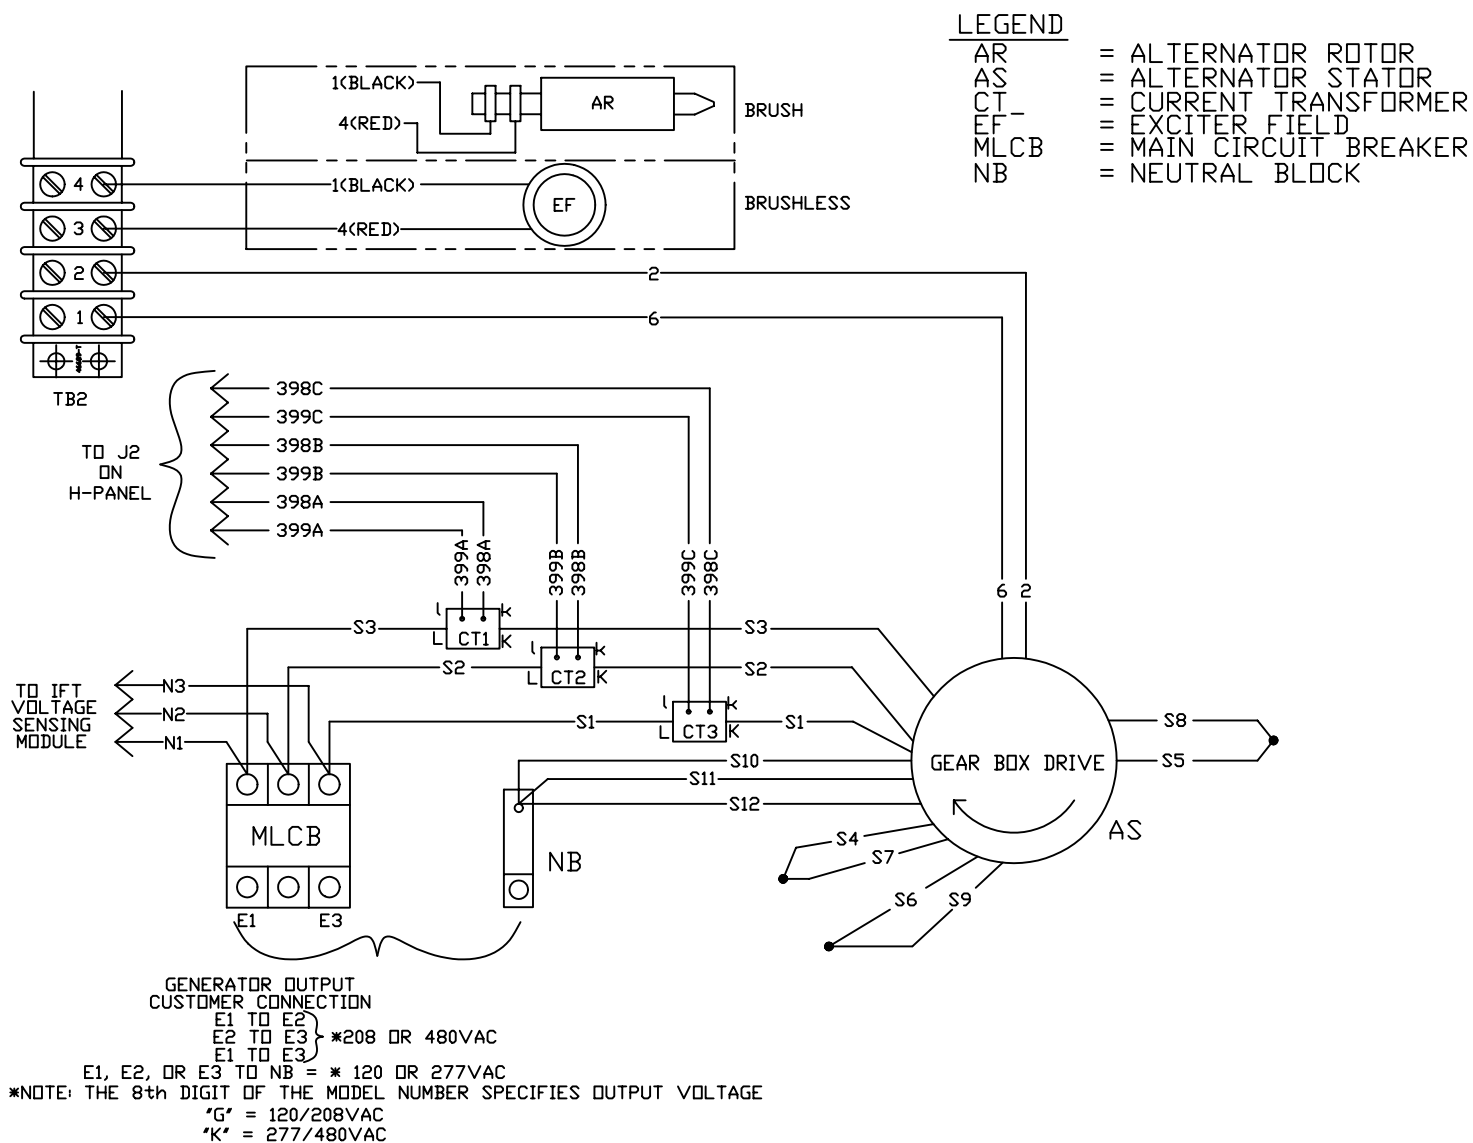 LEGEND
AR = ALTERNATOR ROTOR
AS = ALTERNATOR STATOR
CT_ = CURRENT TRANSFORMER
EF = EXCITER FIELD
MLCB = MAIN CIRCUIT BREAKER
NB = NEUTRAL BLOCK
1(BLACK)
AR
4(RED)
BRUSH
4
1(BLACK)
EF
BRUSHLESS
3
4(RED)
2
2
1
6
TB2
398C
399C
TO J2
ON
H-PANEL
398B
399B
398A
399A
399A
398A
399B
398B
399C
398C
6 2
l k
S3
L CT1 K
S3
l k
S2
L CT2 K
S2
l k
S1
L CT3 K
S1
TO IFT
VOLTAGE
SENSING
MODULE
N3
N2
N1
S10
S11
S12
GEAR BOX DRIVE
S8
S5
AS
S4
S7
S6
S9
MLCB
NB
E1 E3
GENERATOR OUTPUT
CUSTOMER CONNECTION
E1 TO E2
E2 TO E3 *208 OR 480VAC
E1 TO E3
E1, E2, OR E3 TO NB = * 120 OR 277VAC
*NOTE: THE 8th DIGIT OF THE MODEL NUMBER SPECIFIES OUTPUT VOLTAGE
"G" = 120/208VAC
"K" = 277/480VAC